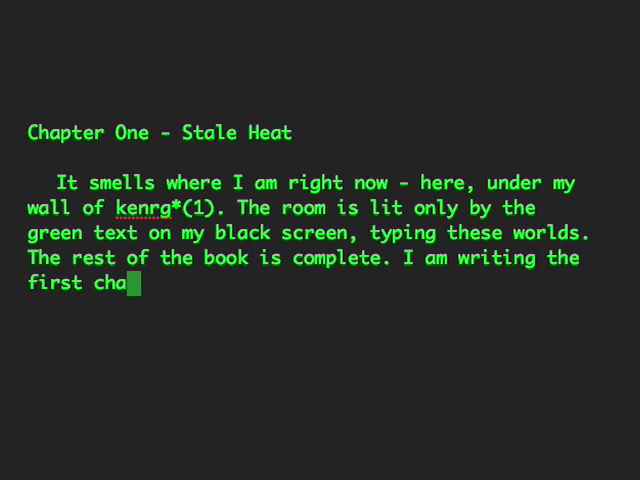 Chapter One - Stale Heat
It smells where I am right now - here, under my
wall of kenrg*(1). The room is lit only by the
green text on my black screen, typing these worlds.
The rest of the book is complete. I am writing the
first cha